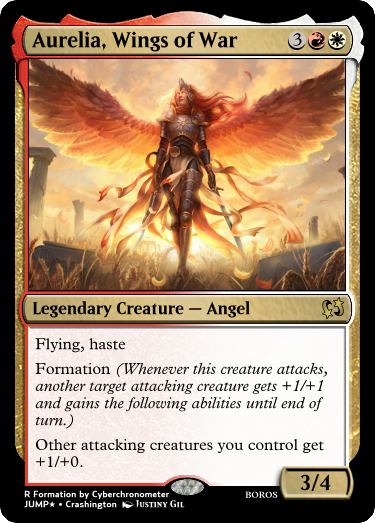 Aurelia, Wings of War 3
Legendary Creature — Angel
Flying, haste
Formation (Whenever this creature attacks,
another target attacking creature gets +1/+1
and gains the following abilities until end of
turn.)
Other attacking creatures you control get
+1/+0.
3/4
R Formation by Cyberchronometer
BOROS
JUMP★ • Crashington Justiny Gil